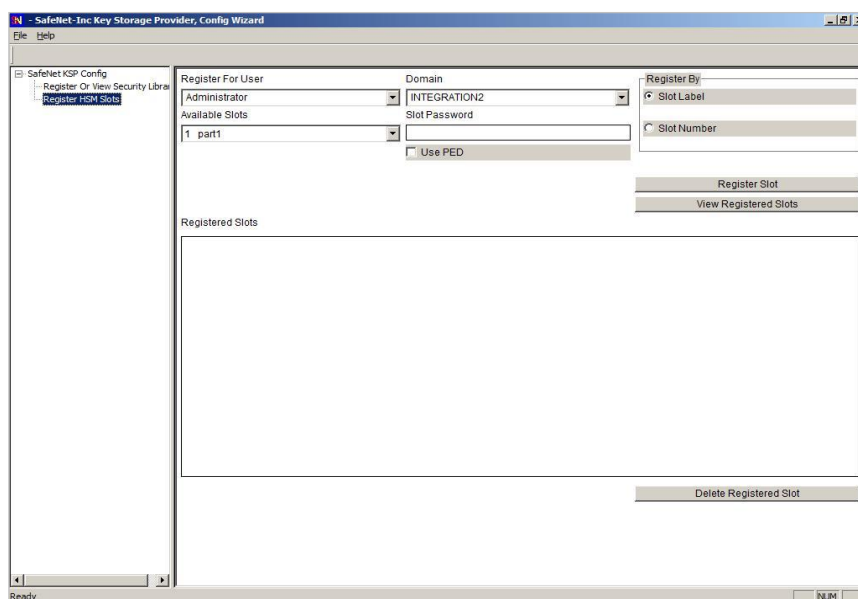 - SafeNet-Inc Key Storage Provider, Config Wizard
File Help
SafeNet KSP Config
Register Or View Security Librar
Register HSM Slots
Register For User
Domain
Register By
Administrator
INTEGRATION2
Slot Label
Available Slots
Slot Password
Slot Number
1 part1
Use PED
Register Slot
View Registered Slots
Registered Slots
Delete Registered Slot
Ready
NUM